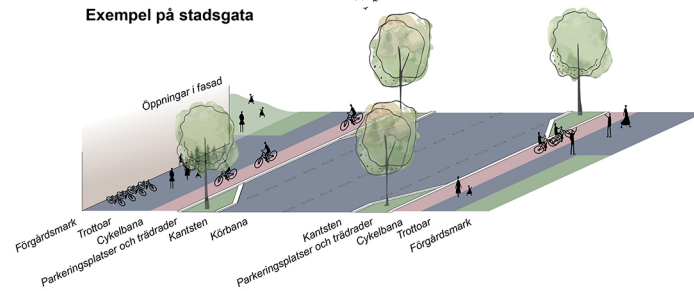 Exempel på stadsgata
Öppningar i fasad
Förgårdsmark
Trottoar
Cykelbana
Parkeringsplatser och trädrader
Kantsten
Körbana
Kantsten
Parkeringsplatser och trädrader
Cykelbana
Trottoar
Förgårdsmark